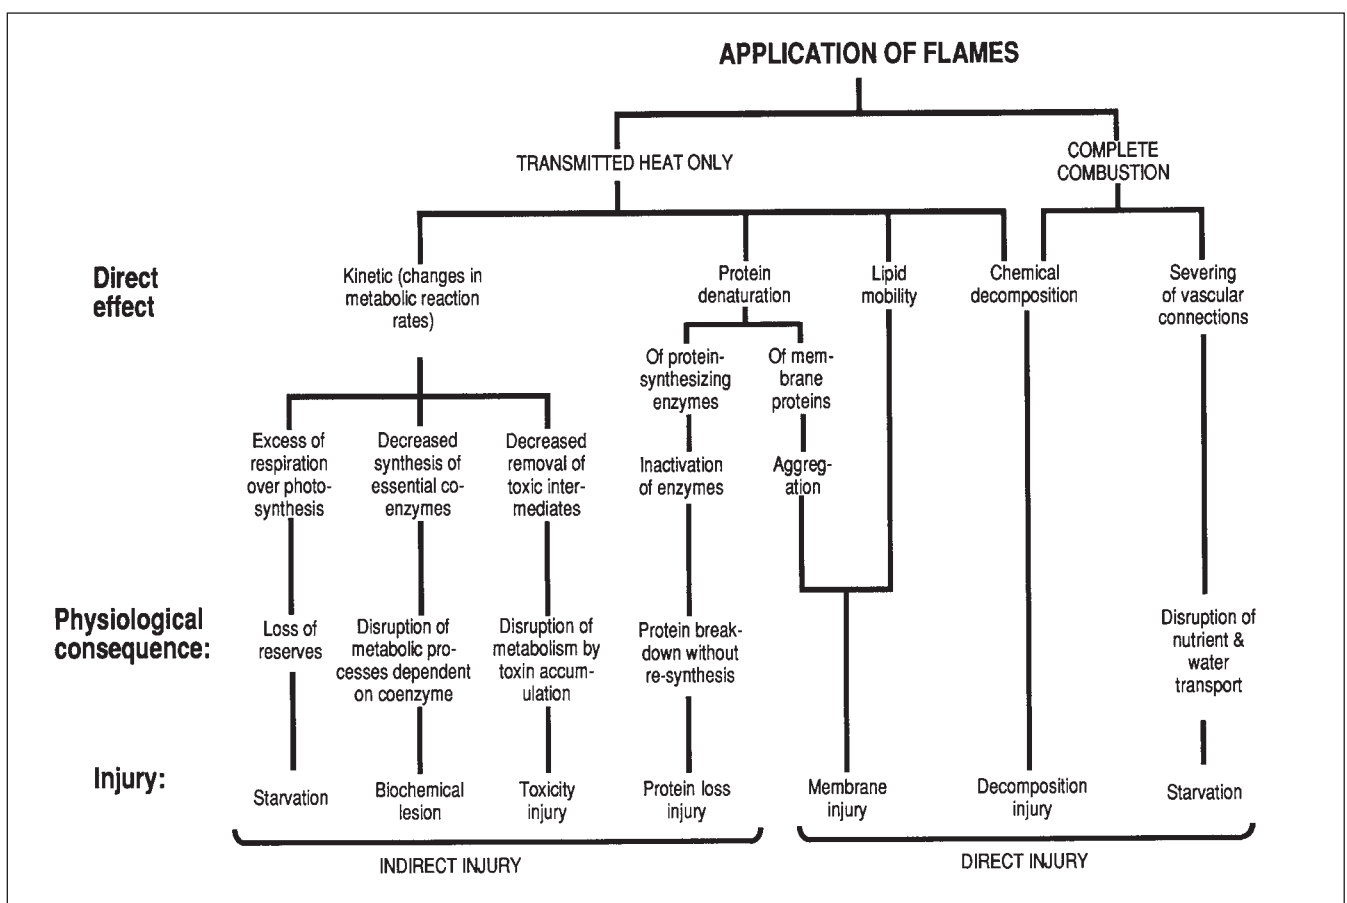 APPLICATION OF FLAMES
TRANSMITTED HEAT ONLY
COMPLETE
COMBUSTION
Direct
effect
Kinetic (changes in
metabolic reaction
rates)
Protein
denaturation
Lipid
mobility
Chemical
decomposition
Severing
of vascular
connections
Of protein-
synthesizing
enzymes
Of mem-
brane
proteins
Excess of
respiration
over photo-
synthesis
Decreased
synthesis of
essential co-
enzymes
Decreased
removal of
toxic inter-
mediates
Inactivation
of enzymes
Aggreg-
ation
Physiological
consequence:
Loss of
reserves
Disruption of
metabolic pro-
cesses dependent
on coenzyme
Disruption of
metabolism by
toxin accum-
ulation
Protein break-
down without
re-synthesis
Disruption of
nutrient &
water
transport
Injury:
Starvation
Biochemical
lesion
Toxicity
injury
Protein loss
injury
Membrane
injury
Decomposition
injury
Starvation
INDIRECT INJURY
DIRECT INJURY